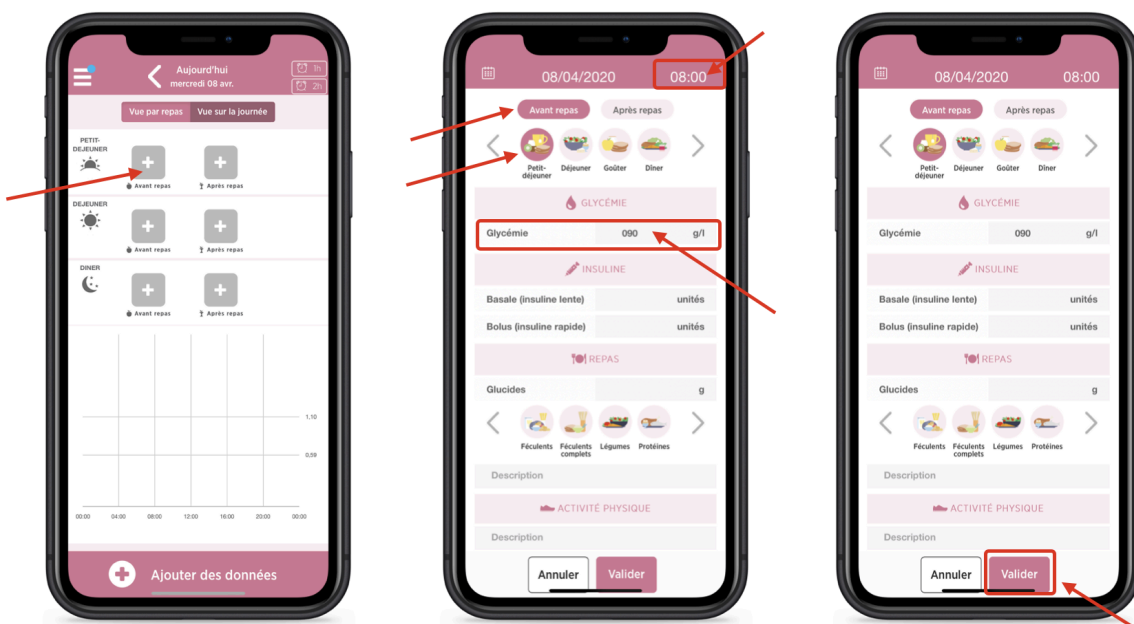 Aujourd'hui
mercredi 08 avr.
1h
2h
Vue par repas Vue sur la journée
PETIT-
DEJEUNER
Avant repas Après repas
DEJEUNER
Avant repas Après repas
DINER
Avant repas Après repas
1,10
0,59
00:00 04:00 08:00 12:00 16:00 20:00 00:00
Ajouter des données
08/04/2020 08:00
Avant repas Après repas
Petit-
déjeuner Déjeuner Goûter Dîner
GLYCÉMIE
Glycémie 090 g/l
INSULINE
Basale (insuline lente) unités
Bolus (insuline rapide) unités
REPAS
Glucides g
Féculents Féculents
complets Légumes Protéines
Description
ACTIVITÉ PHYSIQUE
Description
Annuler Valider
08/04/2020 08:00
Avant repas Après repas
Petit-
déjeuner Déjeuner Goûter Dîner
GLYCÉMIE
Glycémie 090 g/l
INSULINE
Basale (insuline lente) unités
Bolus (insuline rapide) unités
REPAS
Glucides g
Féculents Féculents
complets Légumes Protéines
Description
ACTIVITÉ PHYSIQUE
Description
Annuler Valider